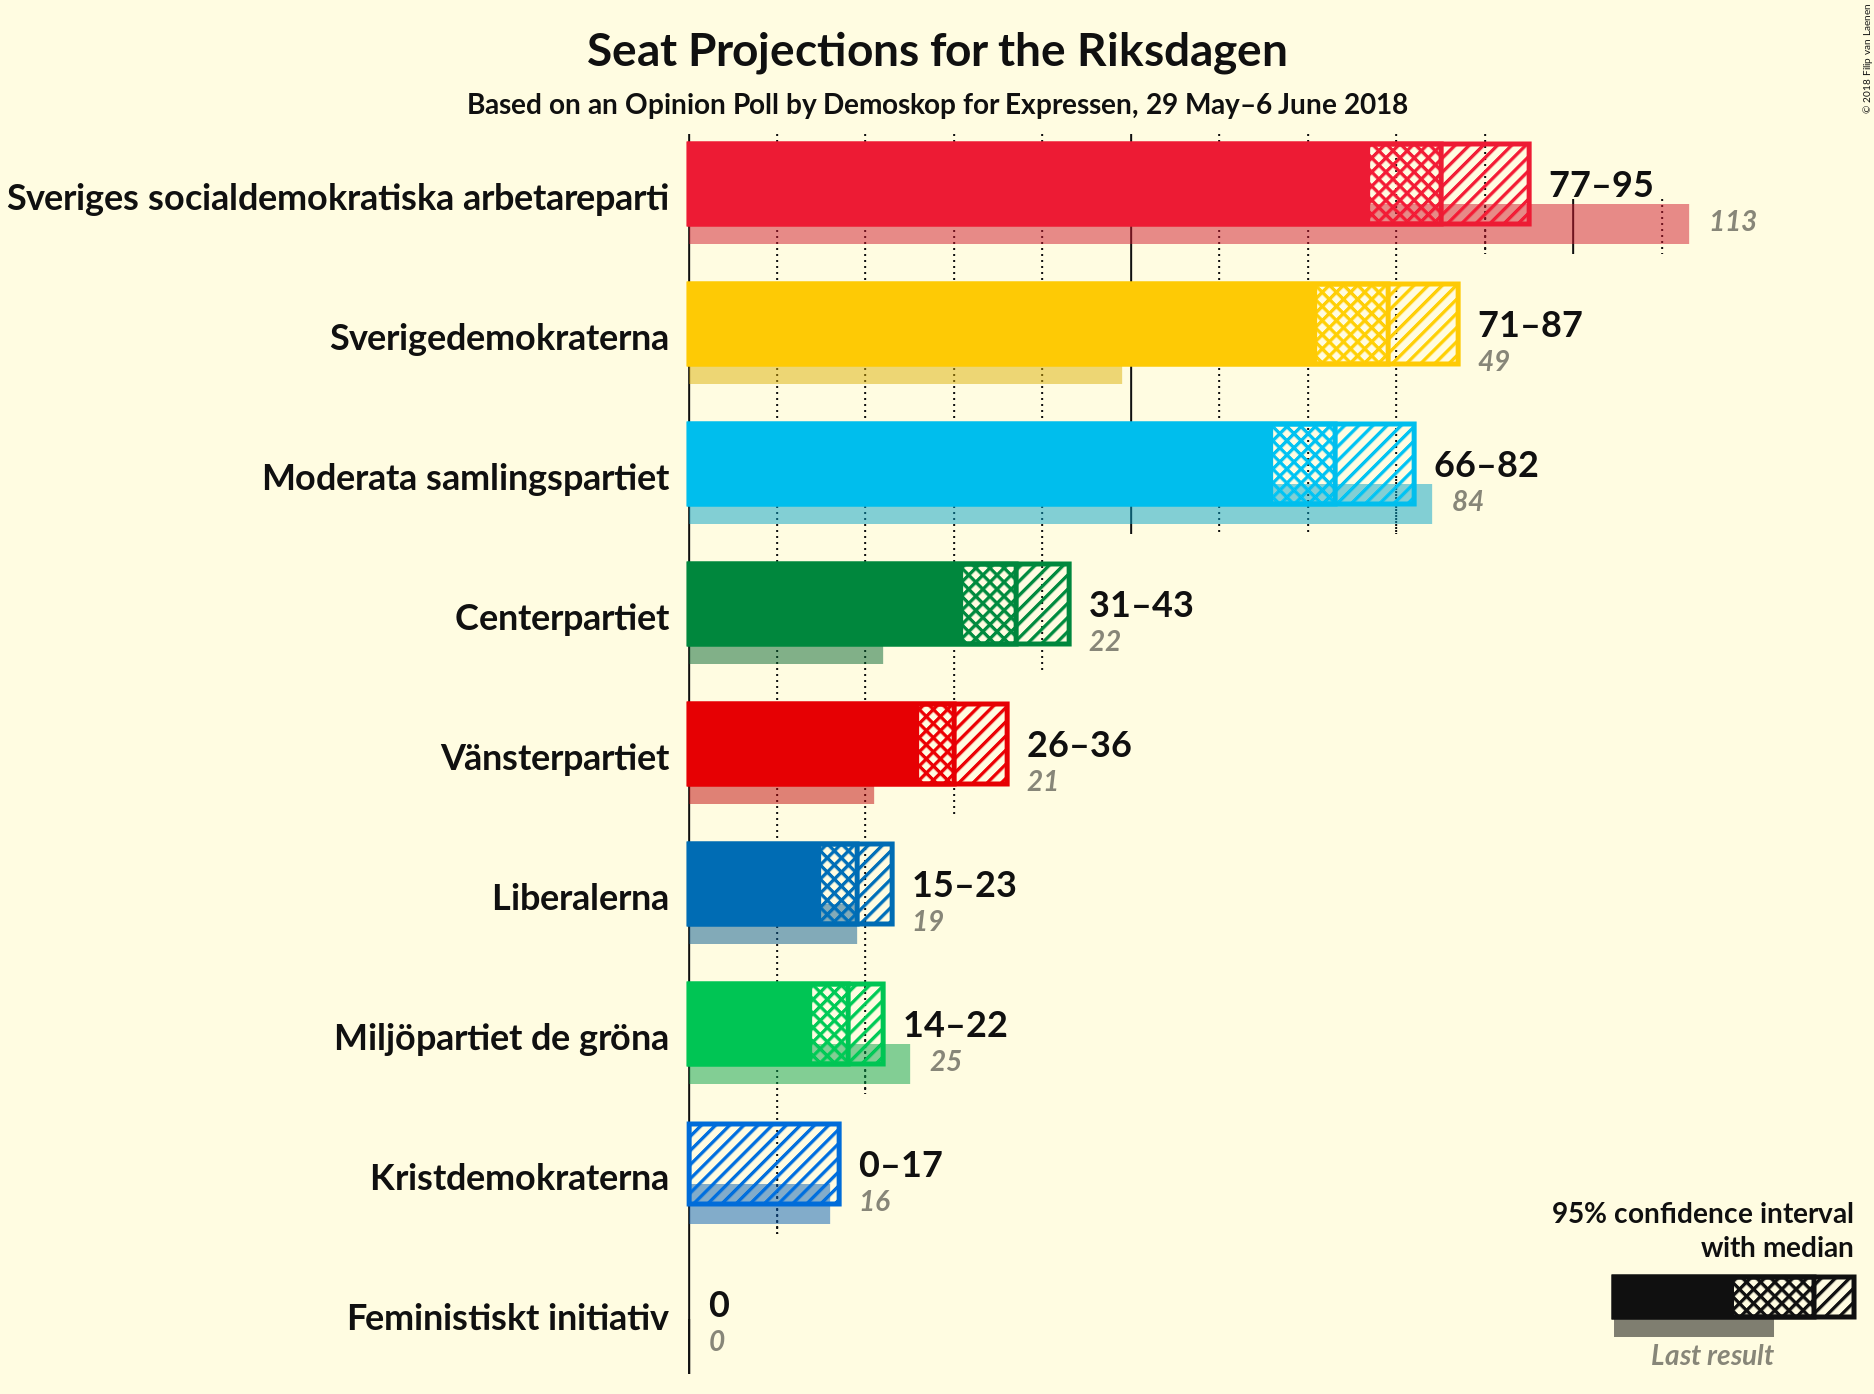 Seat Projections for the Riksdagen
Based on an Opinion Poll by Demoskop for Expressen, 29 May–6 June 2018
© 2018 Filip van Laenen
Sveriges socialdemokratiska arbetareparti
77–95
113
Sverigedemokraterna
71–87
49
Moderata samlingspartiet
66–82
84
Centerpartiet
31–43
22
Vänsterpartiet
26–36
21
Liberalerna
15–23
19
Miljöpartiet de gröna
14–22
25
Kristdemokraterna
0–17
16
Feministiskt initiativ
0
0
95% confidence interval
with median
Last result